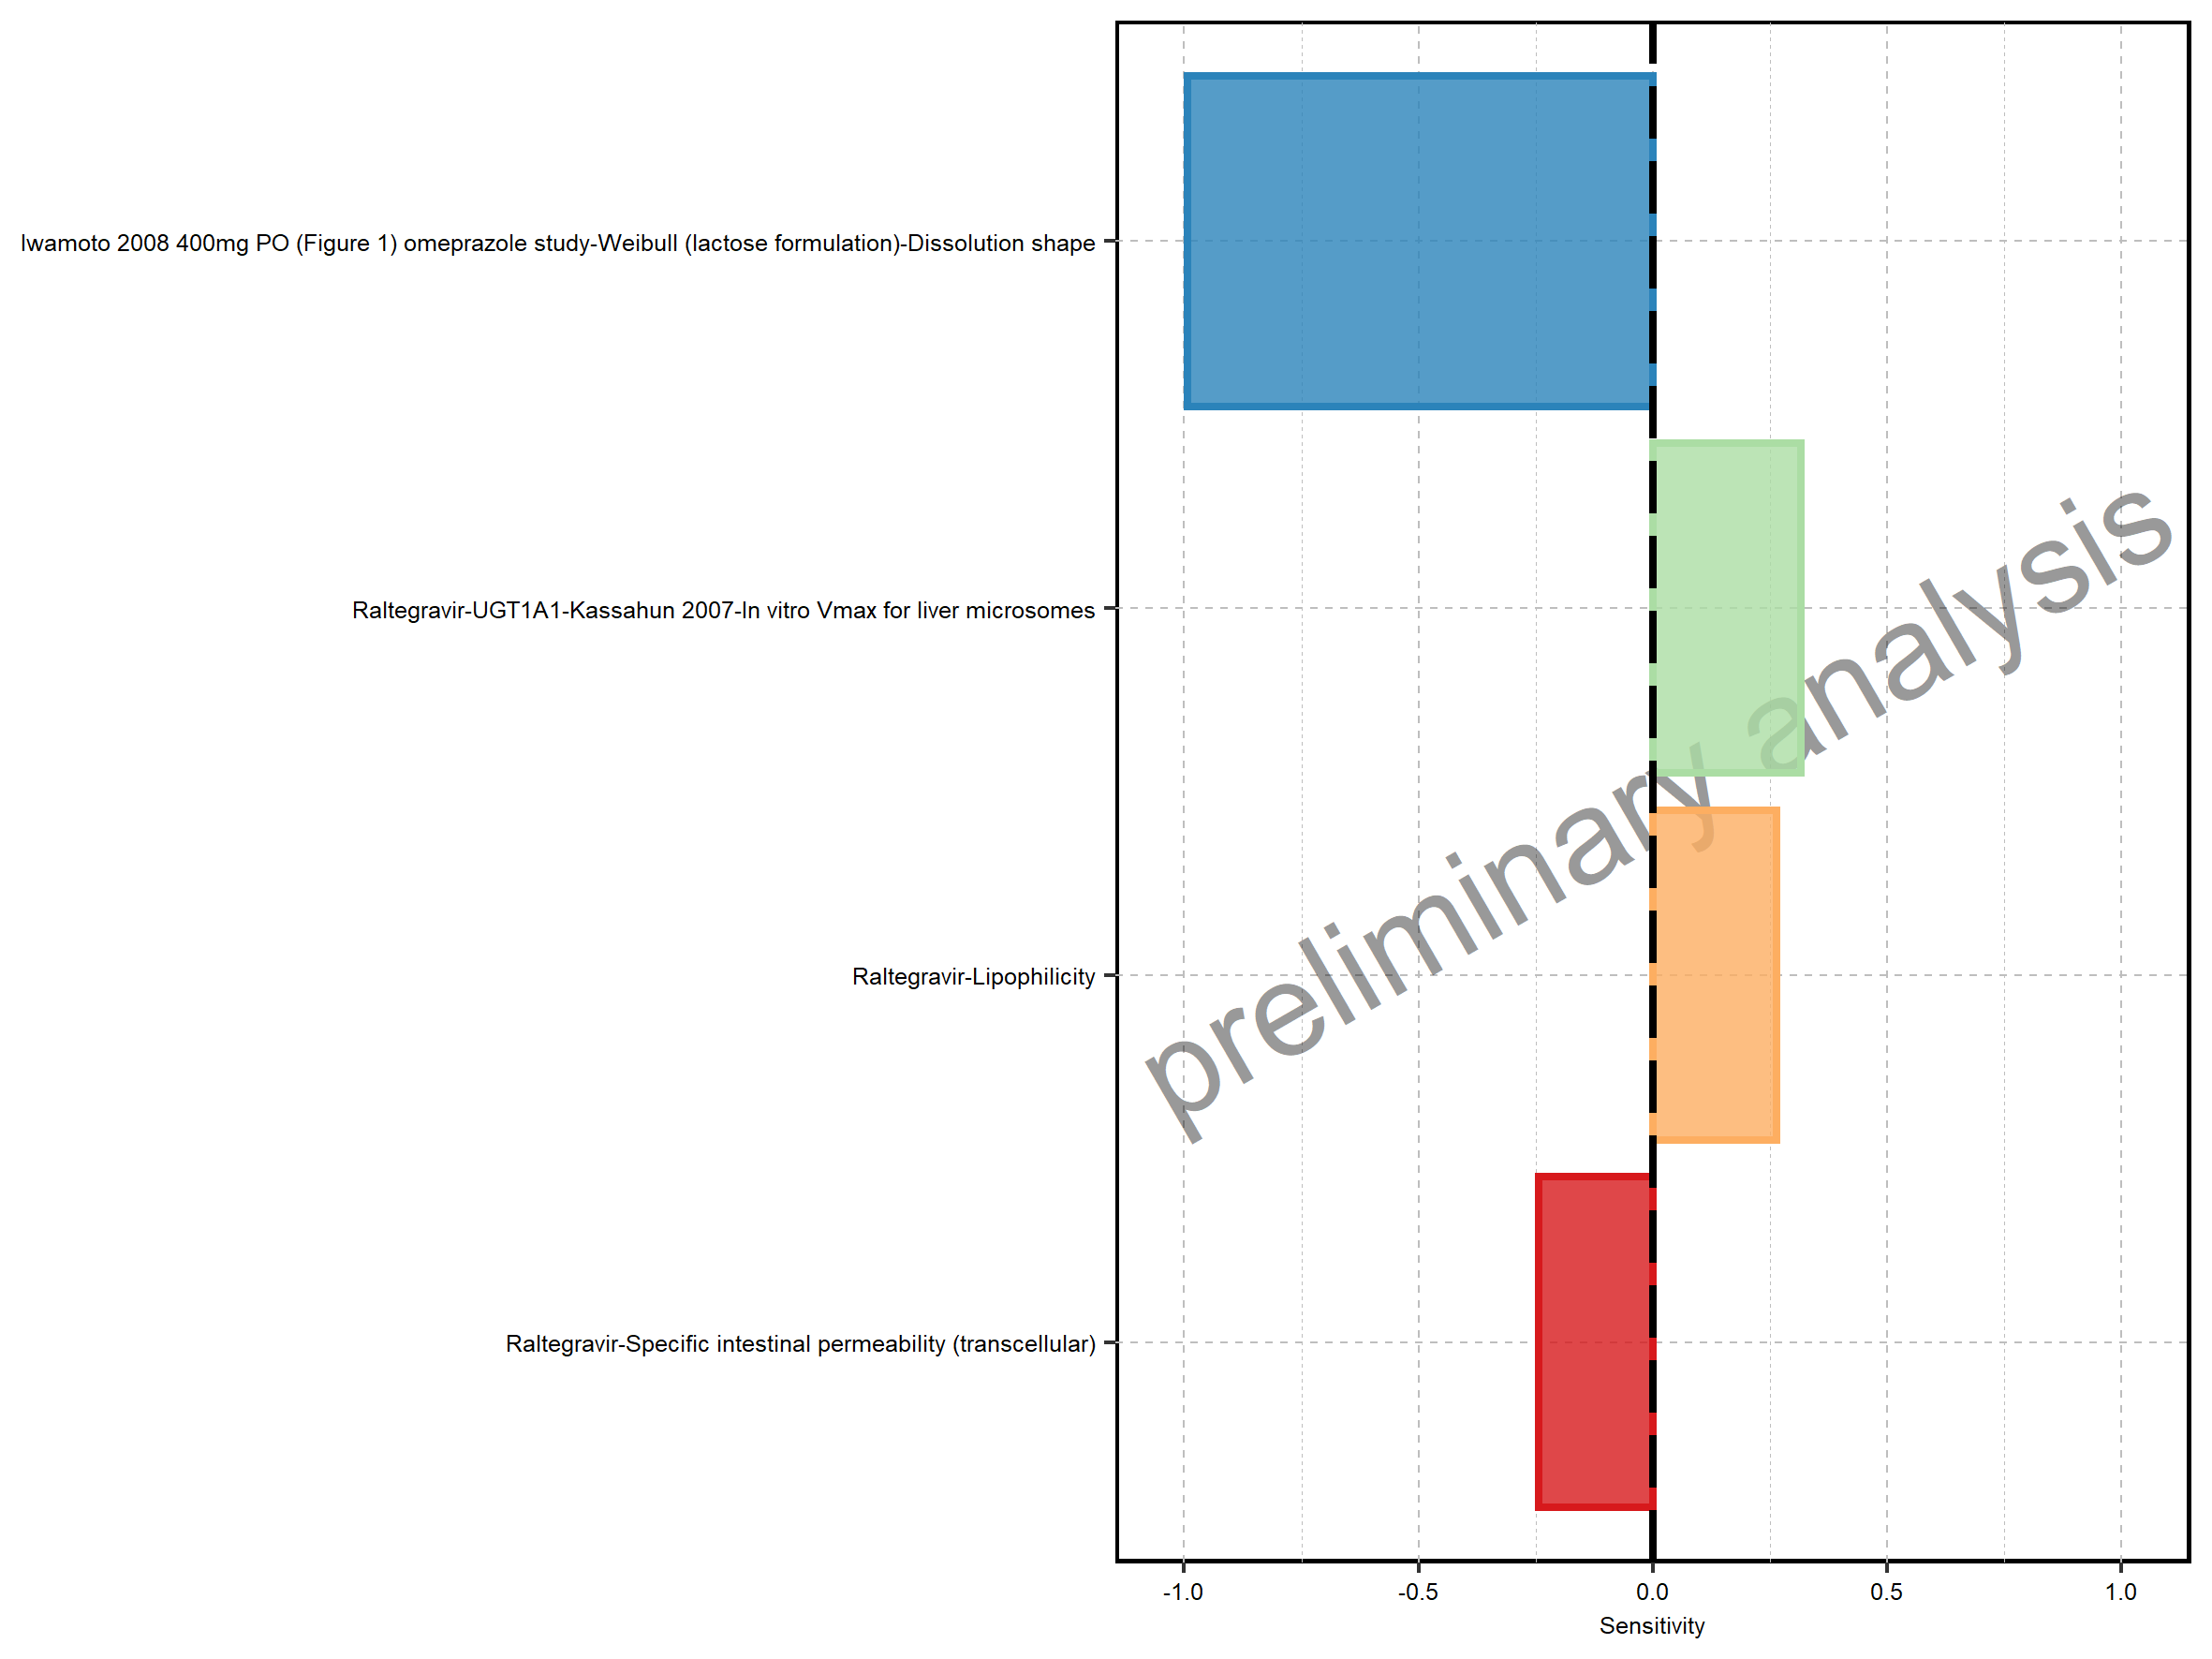 Iwamoto 2008 400mg PO (Figure 1) omeprazole study-Weibull (lactose formulation)-Dissolution shape
Raltegravir-UGT1A1-Kassahun 2007-In vitro Vmax for liver microsomes
preliminary analysis
Raltegravir-Lipophilicity
Raltegravir-Specific intestinal permeability (transcellular)
-1.0 -0.5 0.0 0.5 1.0
Sensitivity